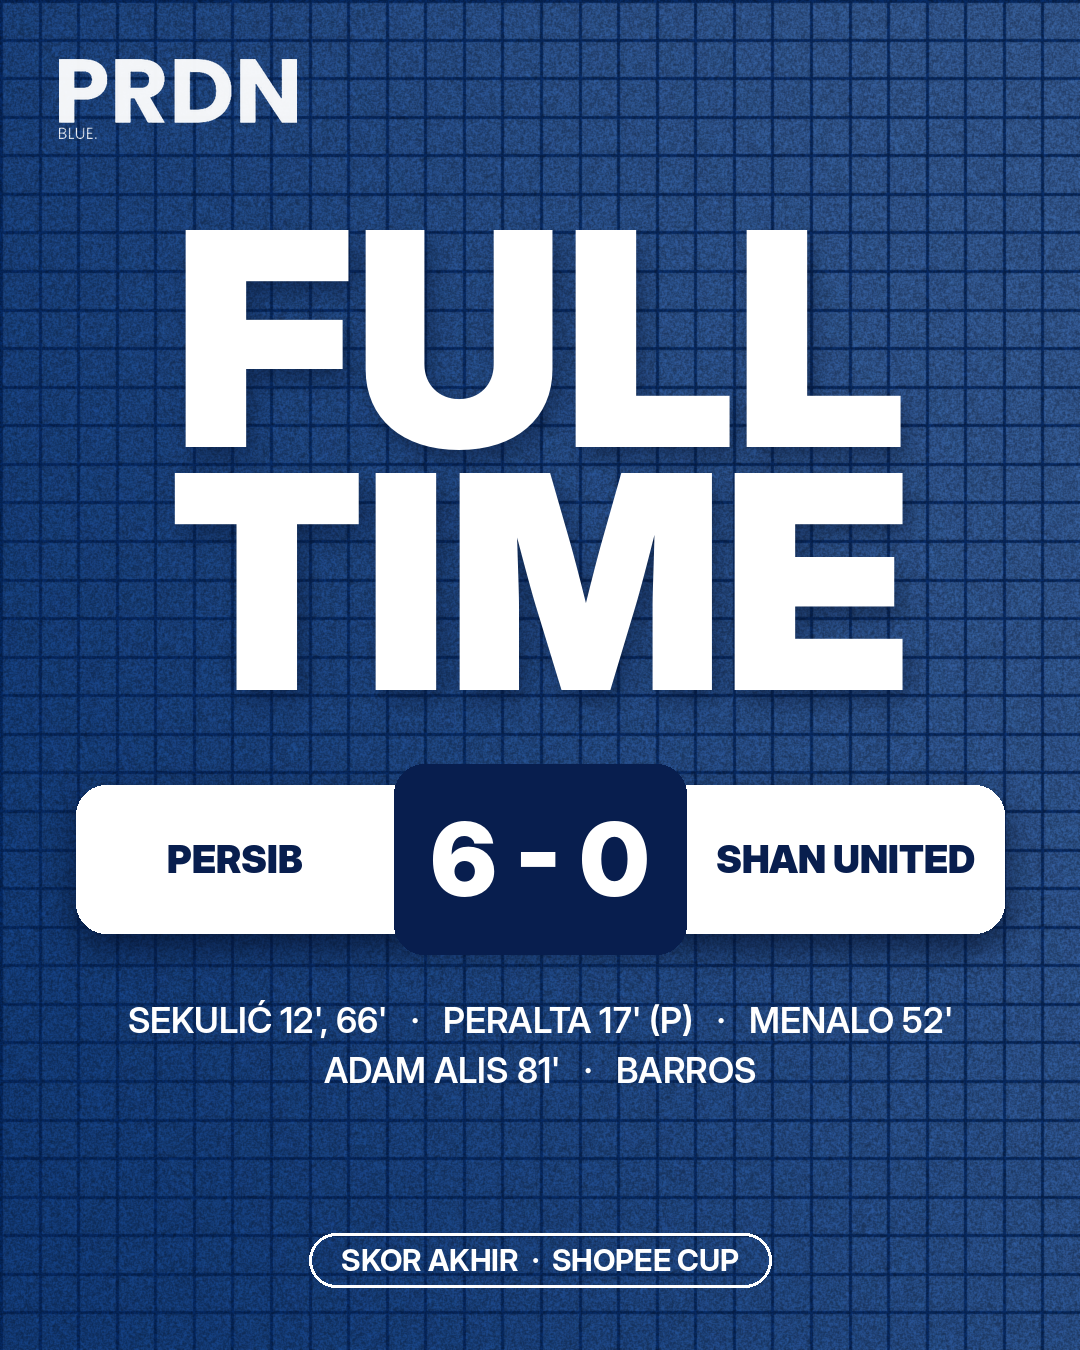 PRDN
BLUE.
FULL
TIME
PERSIB 6 - 0 SHAN UNITED
SEKULIĆ 12', 66' · PERALTA 17' (P) · MENALO 52'
ADAM ALIS 81' · BARROS
SKOR AKHIR · SHOPEE CUP